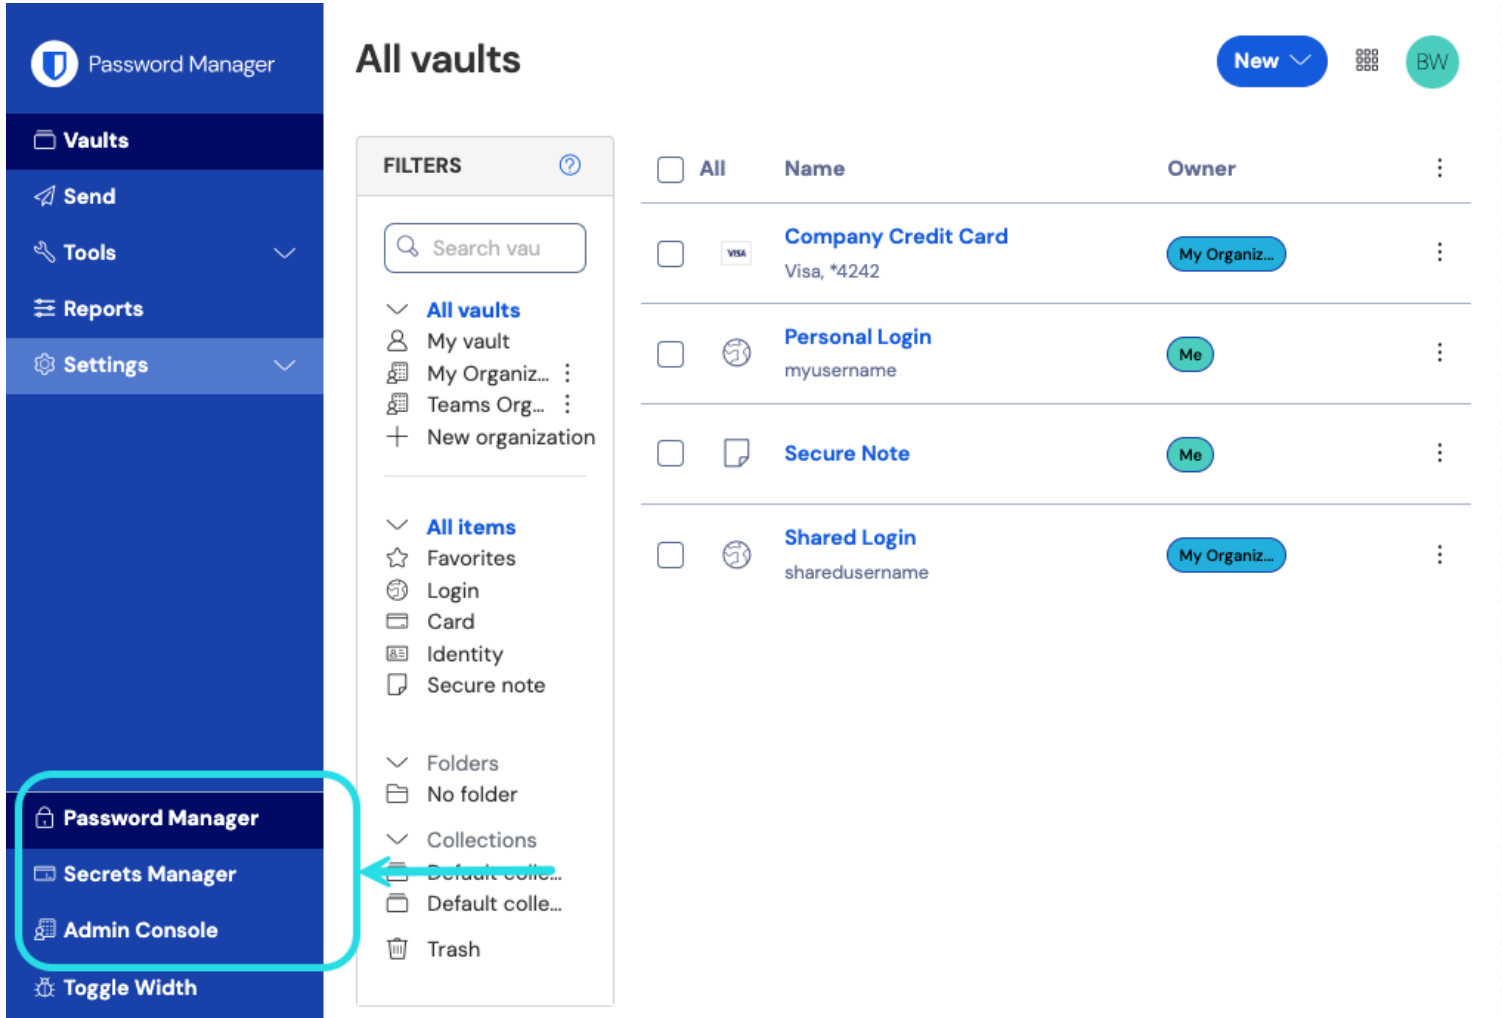 Password Manager
Vaults
Send
Tools
Reports
Settings
Password Manager
Secrets Manager
Admin Console
Toggle Width
All vaults
New
BW
FILTERS
?
Search vau
All vaults
My vault
My Organiz...
Teams Org...
New organization
All items
Favorites
Login
Card
Identity
Secure note
Folders
No folder
Collections
Default colle...
Default colle...
Trash
All Name Owner
VISA
Company Credit Card
Visa, *4242
My Organiz...
Personal Login
myusername
Me
Secure Note
Me
Shared Login
sharedusername
My Organiz...